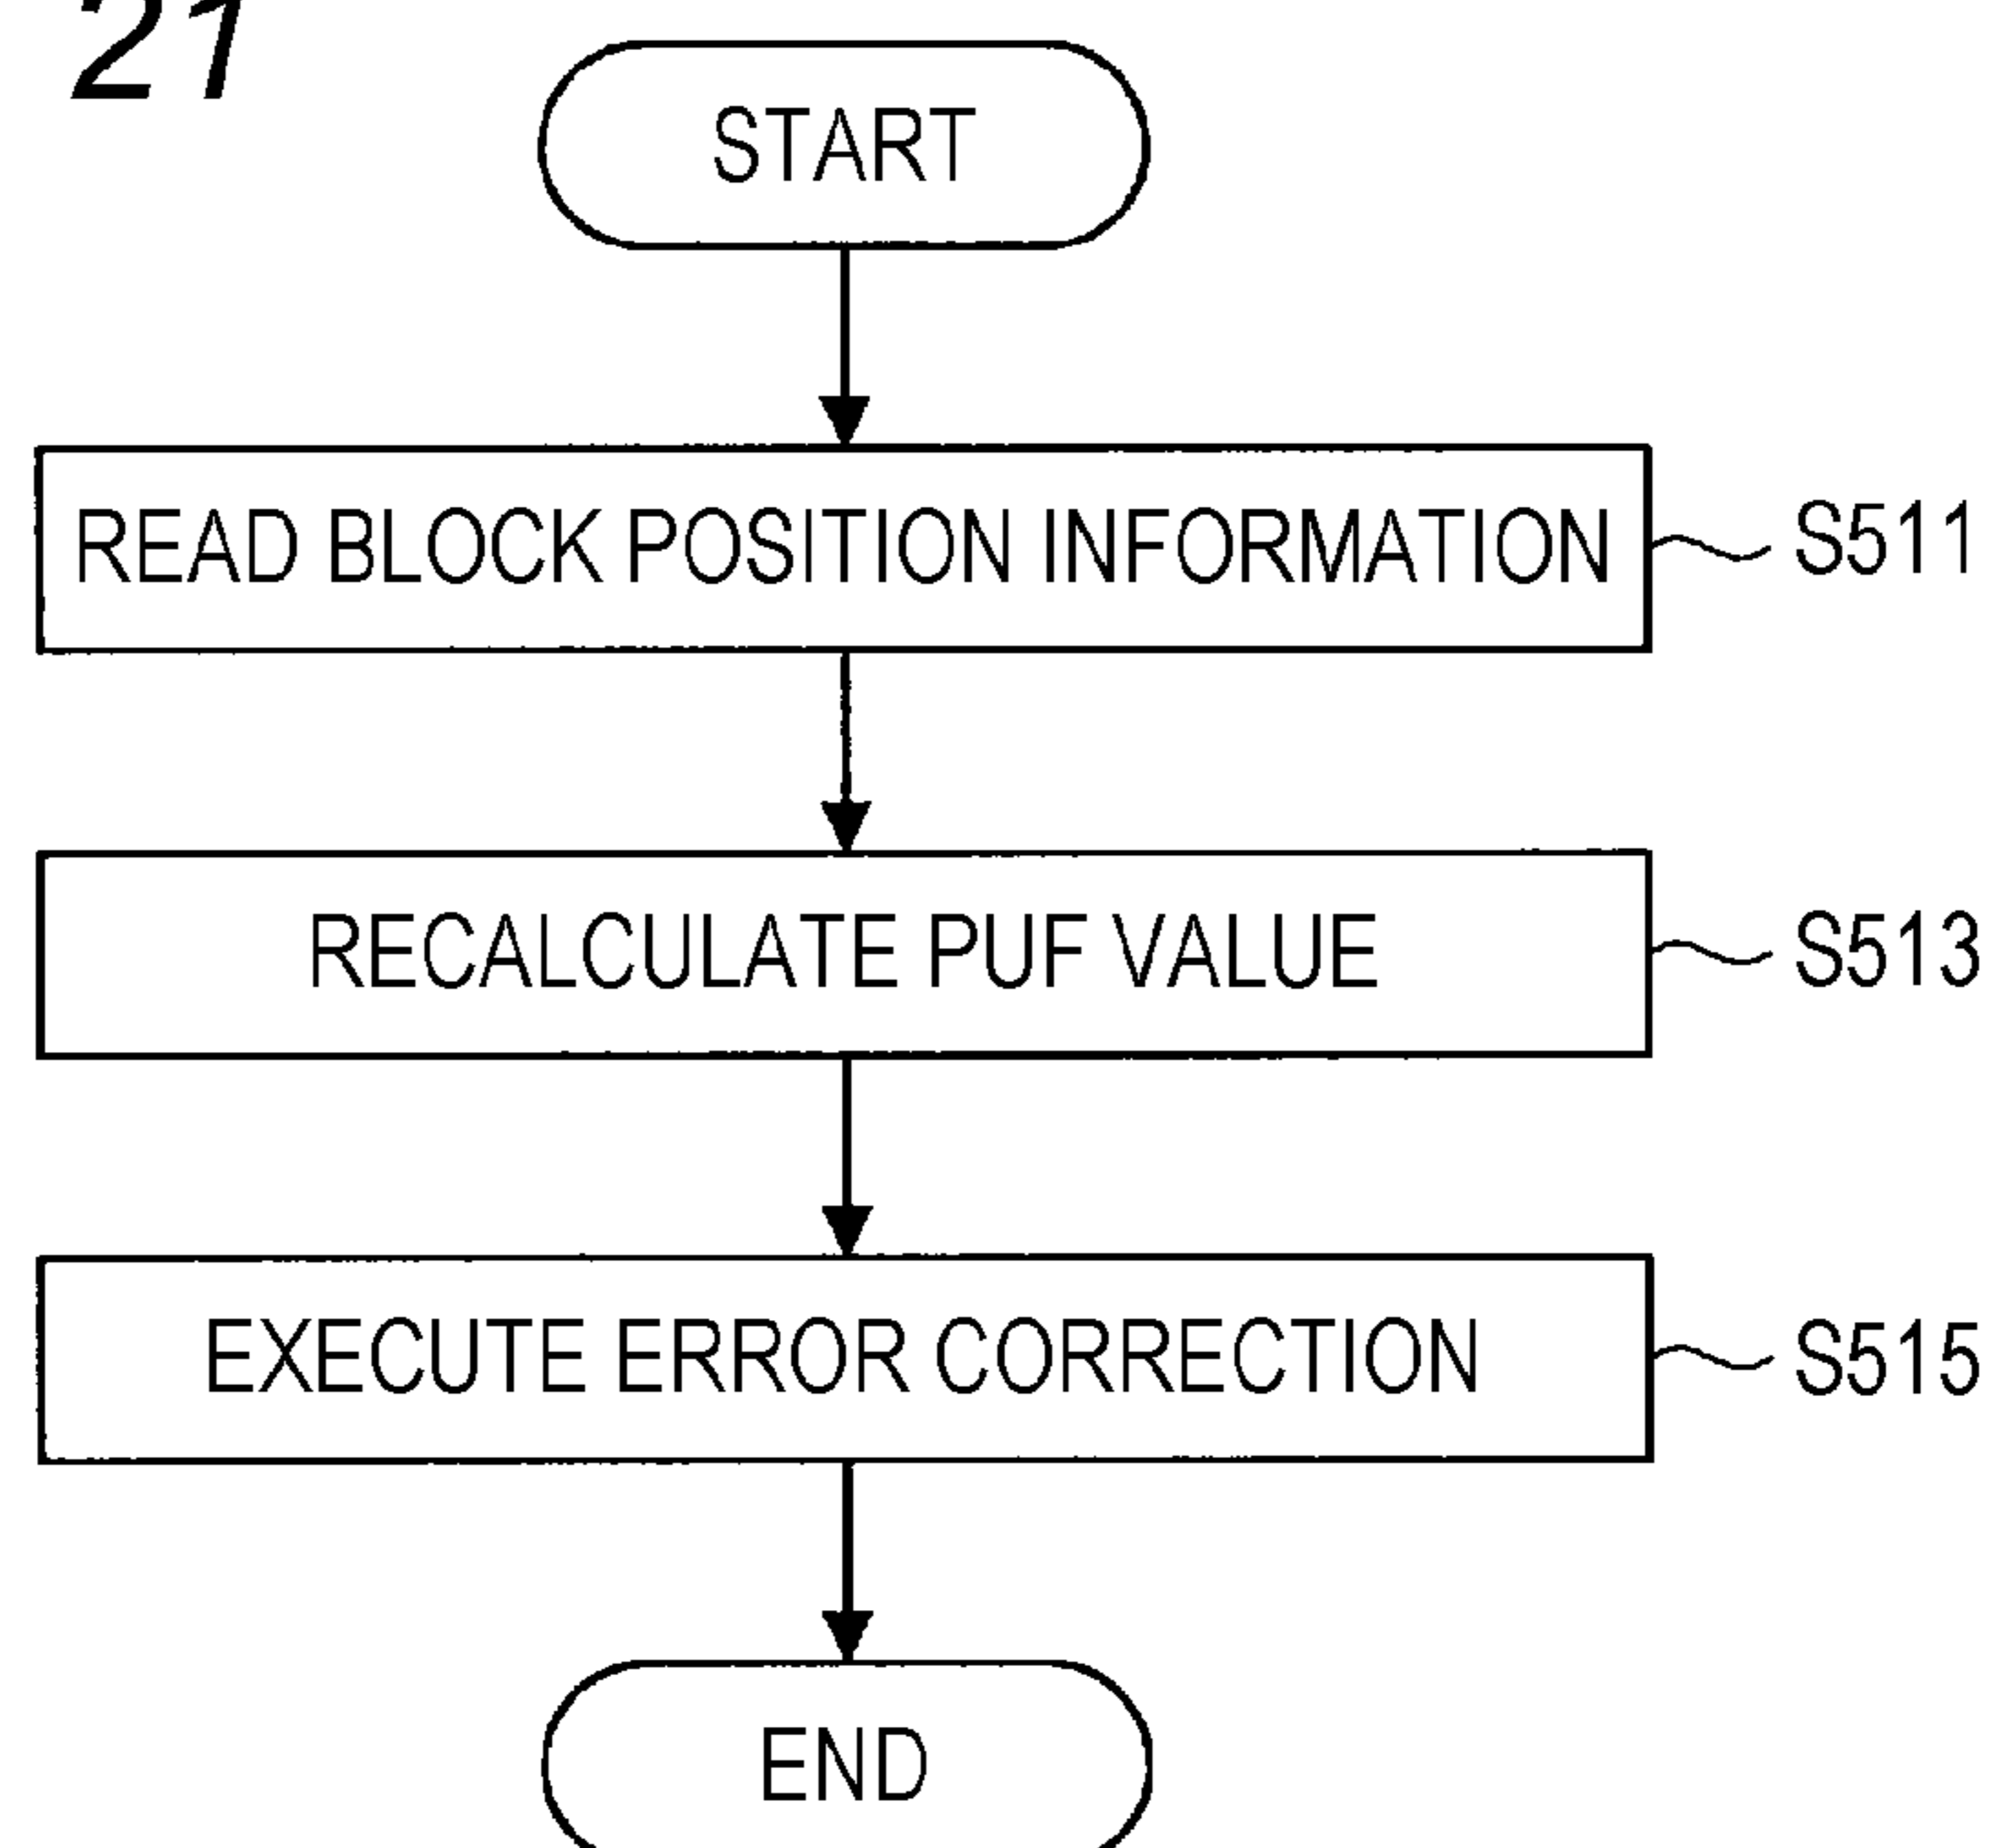 21
START
READ BLOCK POSITION INFORMATION S511
RECALCULATE PUF VALUE S513
EXECUTE ERROR CORRECTION S515
END